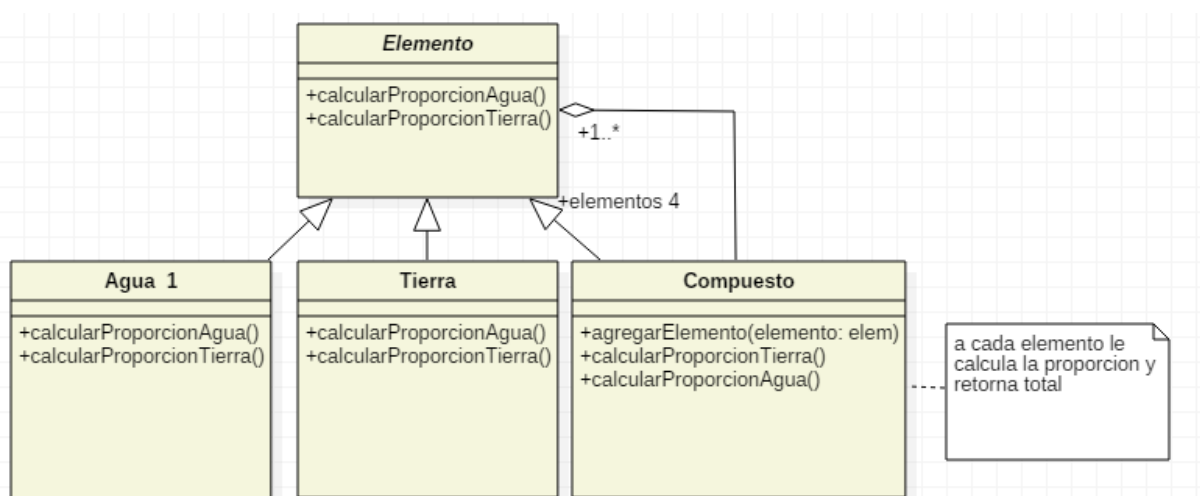 Elemento
+calcularProporcionAgua()
+calcularProporcionTierra()
+1..*
+elementos 4
Agua 1
+calcularProporcionAgua()
+calcularProporcionTierra()
Tierra
+calcularProporcionAgua()
+calcularProporcionTierra()
Compuesto
+agregarElemento(elemento: elem)
+calcularProporcionTierra()
+calcularProporcionAgua()
a cada elemento le
calcula la proporcion y
retorna total